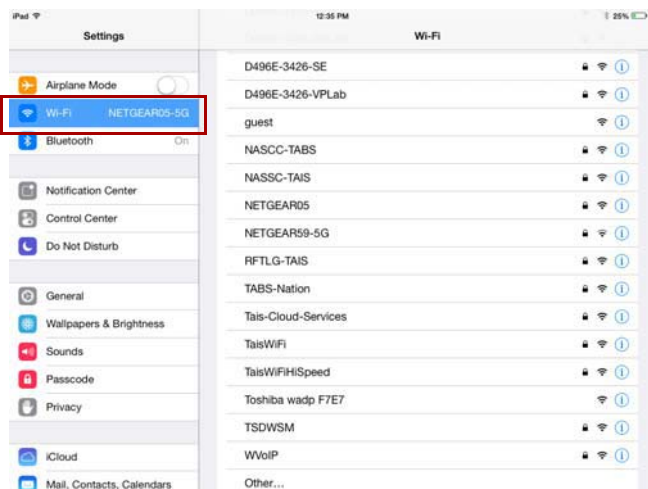 iPad
12:35 PM
25%
Settings
Wi-Fi
Airplane Mode
Wi-Fi NETGEAR05-5G
Bluetooth On
Notification Center
Control Center
Do Not Disturb
General
Wallpapers & Brightness
Sounds
Passcode
Privacy
iCloud
Mail, Contacts, Calendars
D496E-3426-SE
D496E-3426-VPLab
guest
NASCC-TABS
NASSC-TAIS
NETGEAR05
NETGEAR59-5G
RFTLG-TAIS
TABS-Nation
Tais-Cloud-Services
TaisWiFi
TaisWiFiHiSpeed
Toshiba wadp F7E7
TSDWSM
WVoIP
Other...